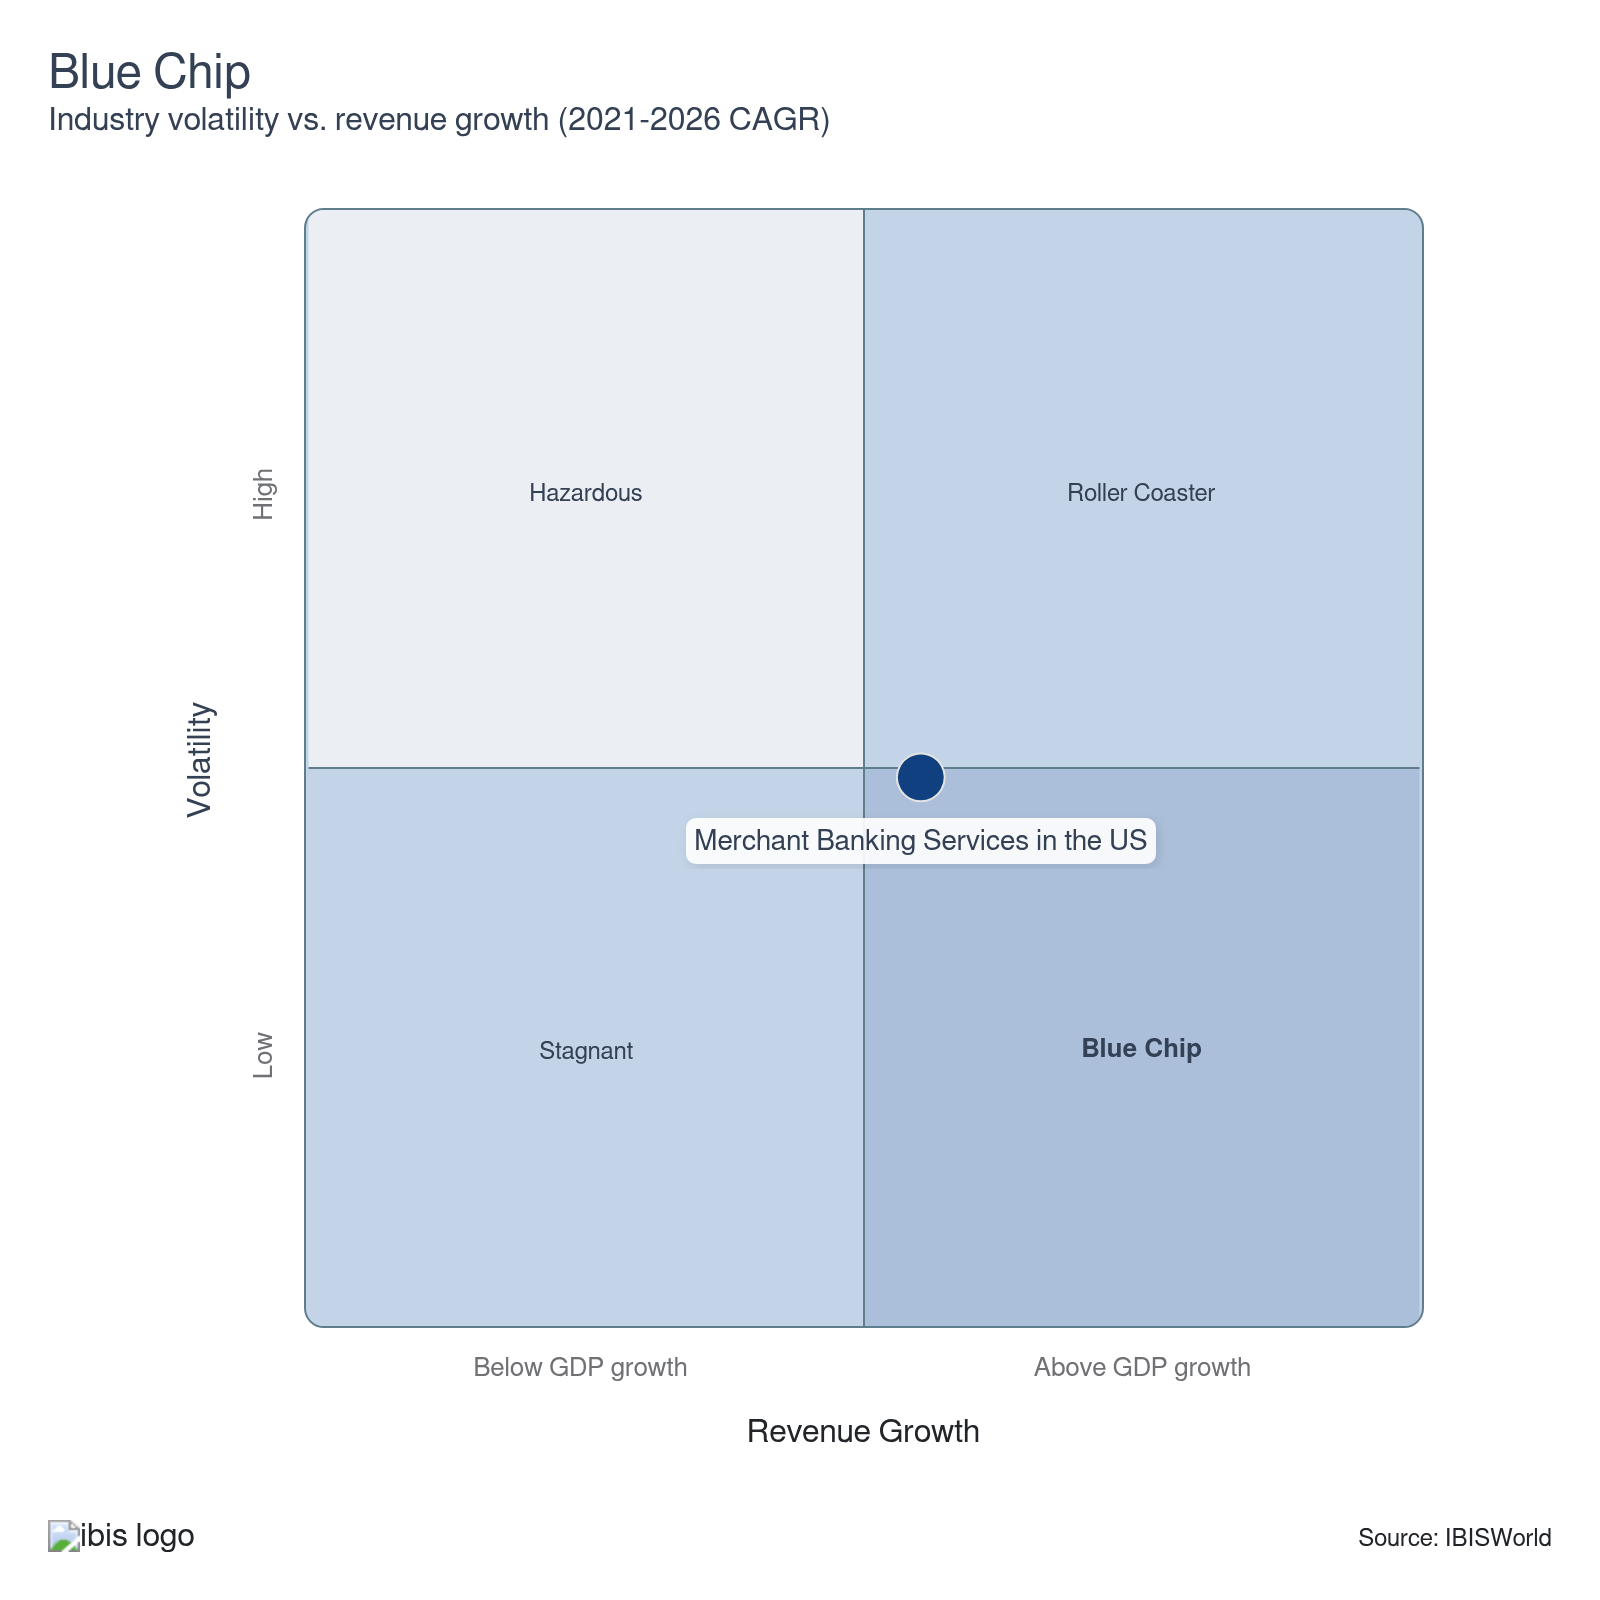 Blue Chip
Industry volatility vs. revenue growth (2021-2026 CAGR)
High
Hazardous
Roller Coaster
Volatility
Merchant Banking Services in the US
Low
Stagnant
Blue Chip
Below GDP growth
Above GDP growth
Revenue Growth
ibis logo
Source: IBISWorld